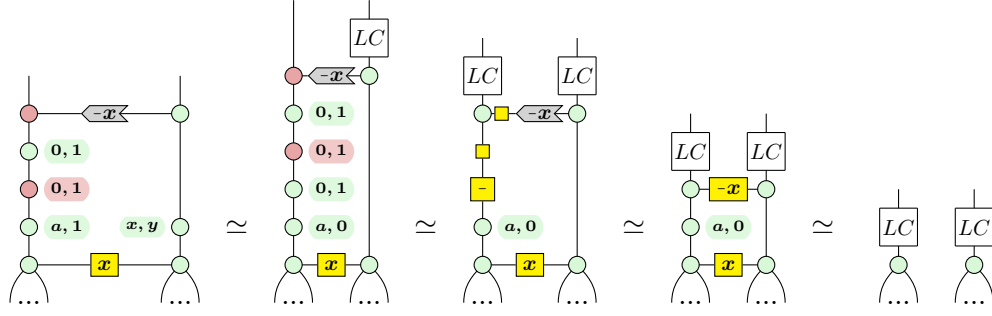 LC
-x LC LC
-x 0, 1 -x
0, 1 0, 1 LC LC
0, 1 0, 1 - -x
a, 1 x, y ≃ a, 0 ≃ a, 0 ≃ a, 0 ≃ LC LC
x x x x
... ... ... ... ... ... ... ... ... ...